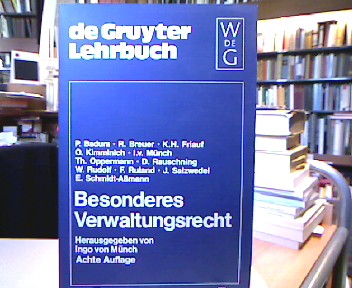 de Gruyter
Lehrbuch
W
DE
G
P. Badura · R. Breuer · K.H. Friauf
O. Kimminich · I.v. Münch
Th. Oppermann · D. Rauschning
W. Rudolf · F. Ruland · J. Salzwedel
E. Schmidt-Aßmann
Besonderes
Verwaltungsrecht
Herausgegeben von
Ingo von Münch
Achte Auflage